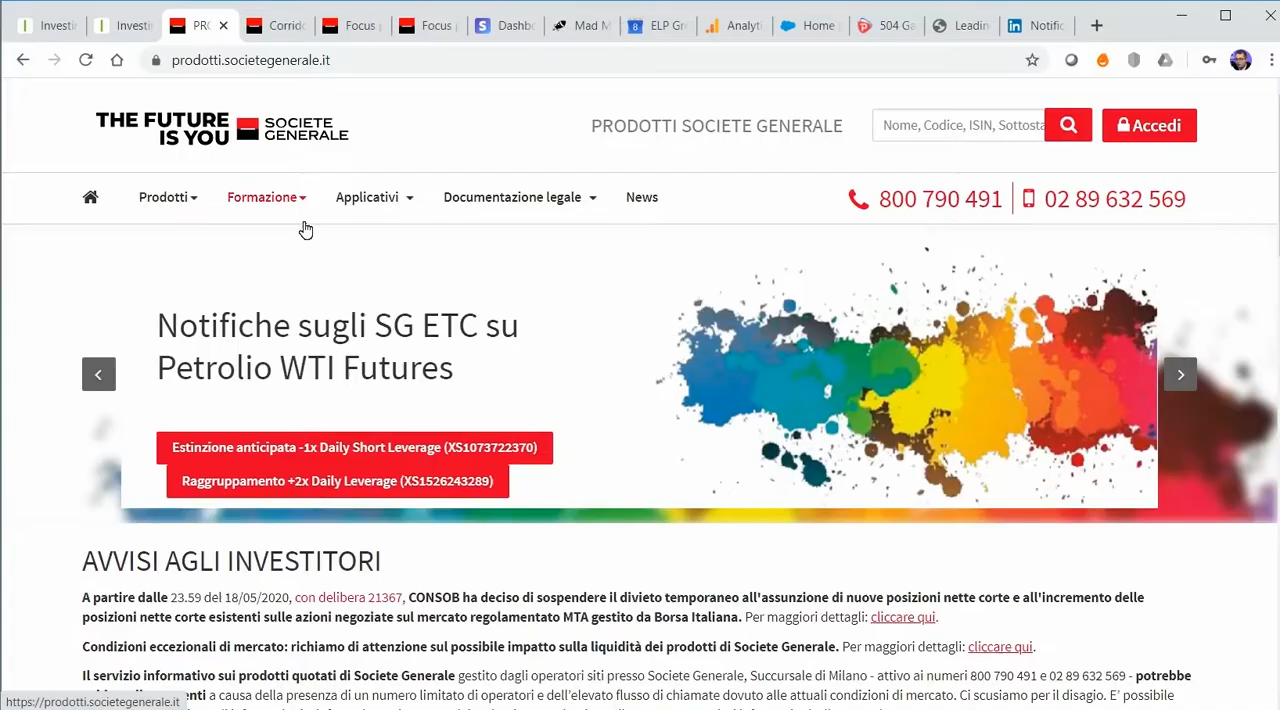 Investi
Investi
PRO
Corrido
Focus
Focus
Dashbo
Mad M
ELP Gr
Analyti
Home
504 Ga
Leadin
Notific
prodotti.societegenerale.it
THE FUTURE
IS YOU
SOCIETE
GENERALE
PRODOTTI SOCIETE GENERALE
Nome, Codice, ISIN, Sottosta
Accedi
Prodotti
Formazione
Applicativi
Documentazione legale
News
800 790 491
02 89 632 569
Notifiche sugli SG ETC su
Petrolio WTI Futures
Estinzione anticipata -1x Daily Short Leverage (XS1073722370)
Raggruppamento +2x Daily Leverage (XS1526243289)
AVVISI AGLI INVESTITORI
A partire dalle 23.59 del 18/05/2020, con delibera 21367, CONSOB ha deciso di sospendere il divieto temporaneo all'assunzione di nuove posizioni nette corte e all'incremento delle
posizioni nette corte esistenti sulle azioni negoziate sul mercato regolamentato MTA gestito da Borsa Italiana. Per maggiori dettagli: cliccare qui.
Condizioni eccezionali di mercato: richiamo di attenzione sul possibile impatto sulla liquidità dei prodotti di Societe Generale. Per maggiori dettagli: cliccare qui.
Il servizio informativo sui prodotti quotati di Societe Generale gestito dagli operatori siti presso Societe Generale, Succursale di Milano - attivo ai numeri 800 790 491 e 02 89 632 569 - potrebbe
a causa della presenza di un numero limitato di operatori e dell'elevato flusso di chiamate dovuto alle attuali condizioni di mercato. Ci scusiamo per il disagio. E' possibile
https://prodotti.societegenerale.it